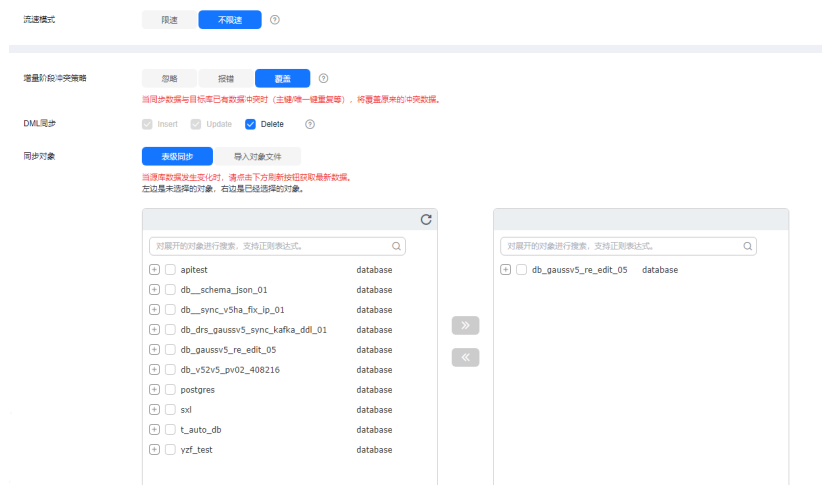 流速模式 限速 不限速
增量阶段冲突策略 忽略 报错 覆盖
当同步数据与目标库已有数据冲突时（主键/唯一键重复等），将覆盖原来的冲突数据。
DML同步 Insert Update Delete
同步对象 表级同步 导入对象文件
当源库数据发生变化时，请点击下方刷新按钮获取最新数据。
左边是未选择的对象，右边是已经选择的对象。
对展开的对象进行搜索，支持正则表达式。 对展开的对象进行搜索，支持正则表达式。
apitest database db_gaussv5_re_edit_05 database
db__schema_json_01 database
db__sync_v5ha_fix_ip_01 database
db_drs_gaussv5_sync_kafka_ddl_01 database
db_gaussv5_re_edit_05 database
db_v52v5_pv02_408216 database
postgres database
sxl database
t_auto_db database
yzf_test database